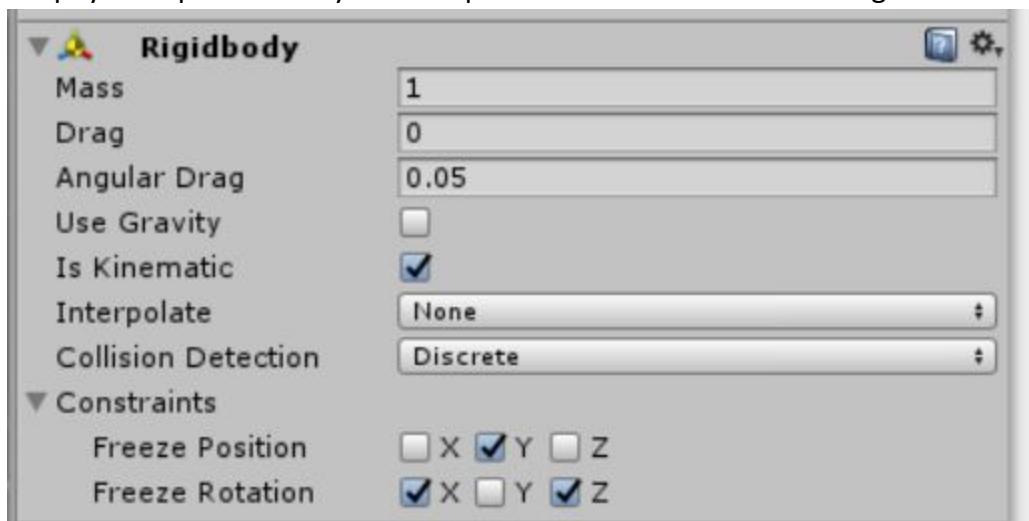 Rigidbody
Mass 1
Drag 0
Angular Drag 0.05
Use Gravity
Is Kinematic
Interpolate None
Collision Detection Discrete
Constraints
Freeze Position X Y Z
Freeze Rotation X Y Z